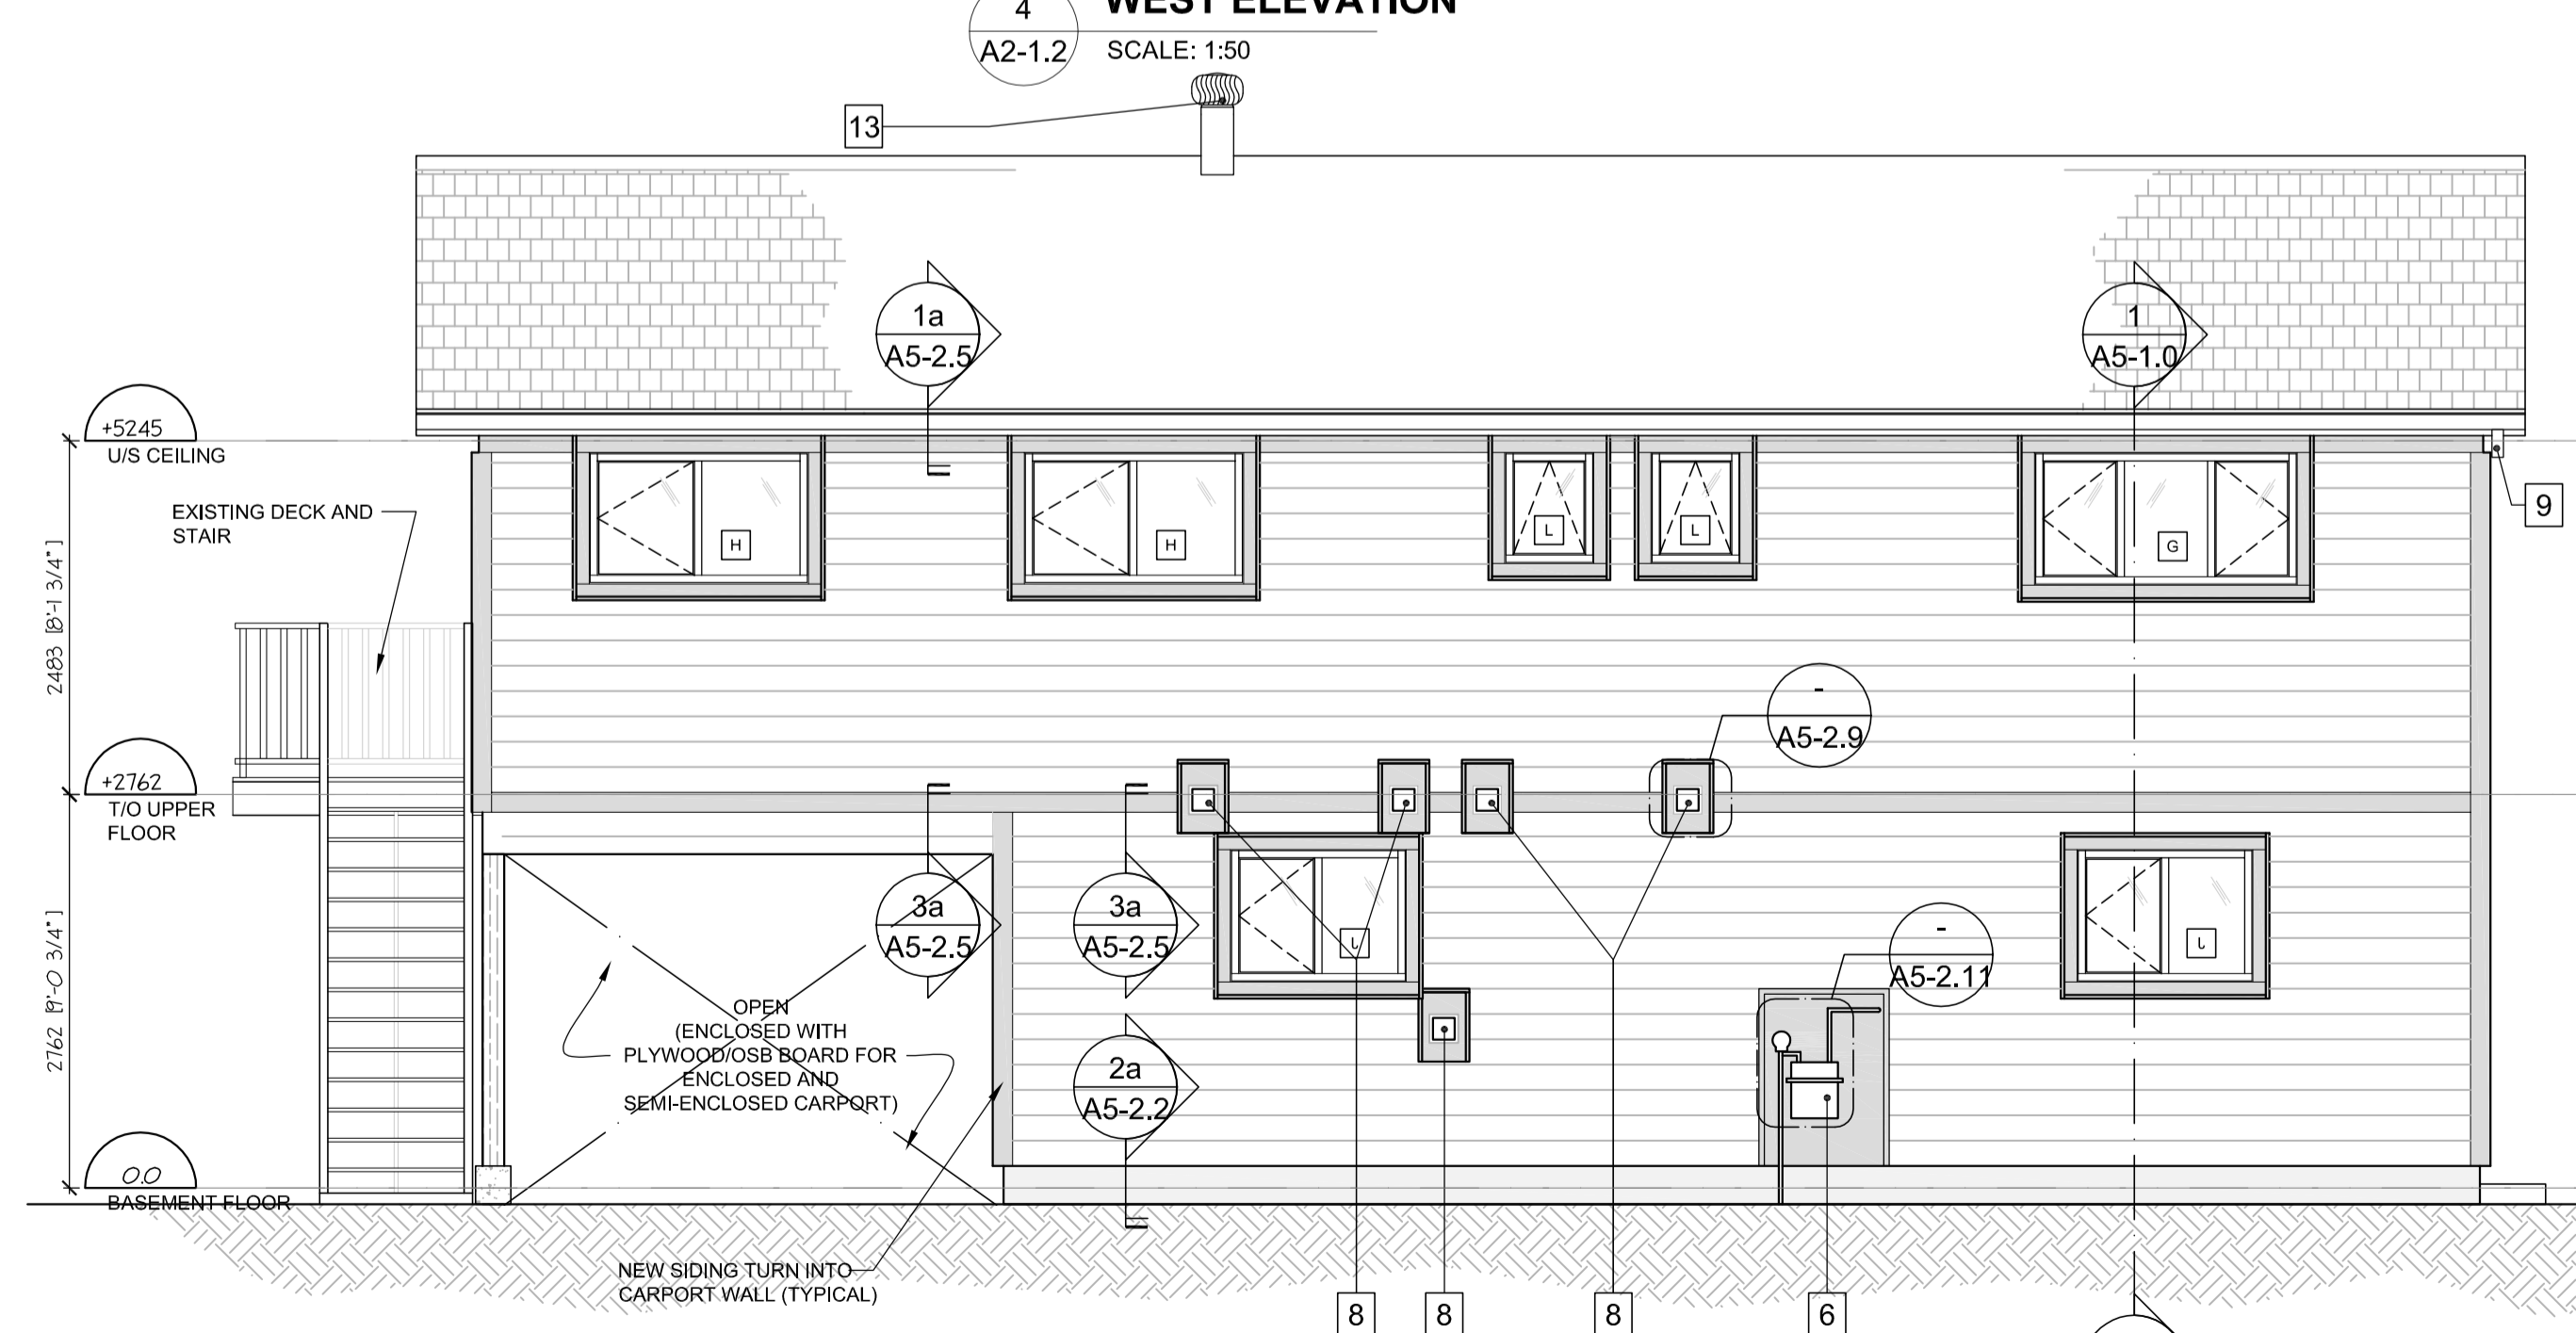 4
WEST ELEVATION
A2-1.2
SCALE: 1:50
13
1a
A5-2.5
1
A5-1.0
+5245
U/S CEILING
EXISTING DECK AND
STAIR
H
H
L
L
G
9
2483 [8'-1 3/4"]
-
A5-2.9
+2762
T/O UPPER
FLOOR
3a
A5-2.5
3a
A5-2.5
-
A5-2.11
2762 [9'-0 3/4"]
OPEN
(ENCLOSED WITH
PLYWOOD/OSB BOARD FOR
ENCLOSED AND
SEMI-ENCLOSED CARPORT)
2a
A5-2.2
0.0
BASEMENT FLOOR
NEW SIDING TURN INTO
CARPORT WALL (TYPICAL)
8
8
8
6